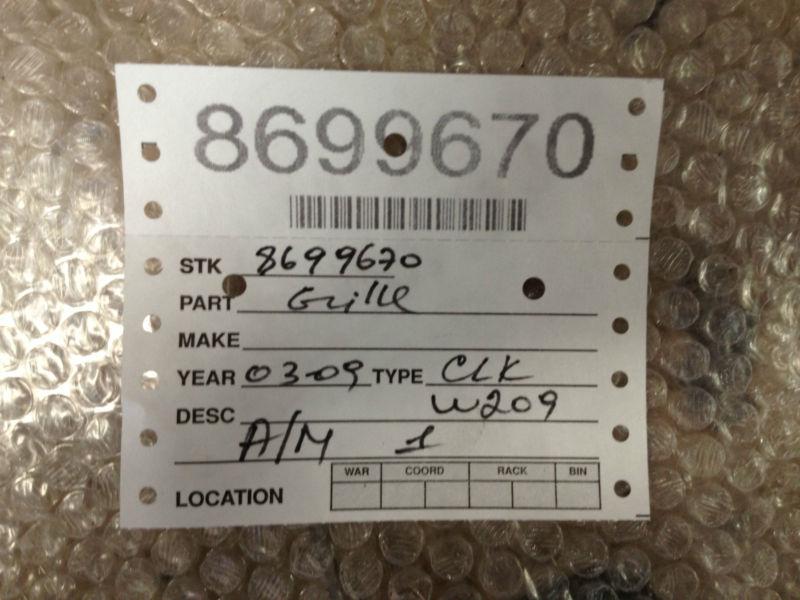 8699670
STK 8699670
PART Grille
MAKE
YEAR 03-09 TYPE CLK
DESC W209
A/M 1
WAR COORD RACK BIN
LOCATION